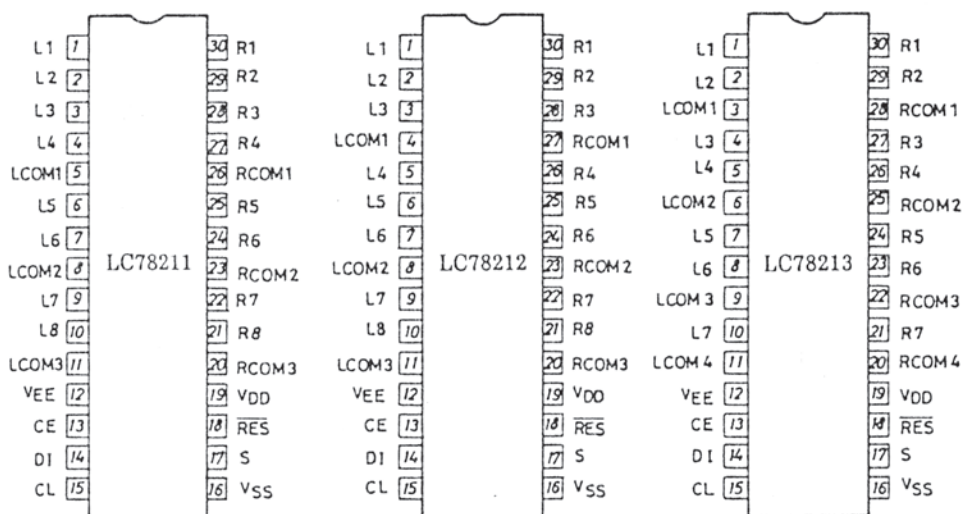 L1 1 30 R1
L2 2 29 R2
L3 3 28 R3
L4 4 27 R4
LCOM1 5 26 RCOM1
L5 6 25 R5
L6 7 24 R6
LCOM2 8 LC78211 23 RCOM2
L7 9 22 R7
L8 10 21 R8
LCOM3 11 20 RCOM3
VEE 12 19 VDD
CE 13 18 RES
DI 14 17 S
CL 15 16 VSS
L1 1 30 R1
L2 2 29 R2
L3 3 28 R3
LCOM1 4 27 RCOM1
L4 5 26 R4
L5 6 25 R5
L6 7 24 R6
LCOM2 8 LC78212 23 RCOM2
L7 9 22 R7
L8 10 21 R8
LCOM3 11 20 RCOM3
VEE 12 19 VDD
CE 13 18 RES
DI 14 17 S
CL 15 16 VSS
L1 1 30 R1
L2 2 29 R2
LCOM1 3 28 RCOM1
L3 4 27 R3
L4 5 26 R4
LCOM2 6 25 RCOM2
L5 7 24 R5
L6 8 LC78213 23 R6
LCOM3 9 22 RCOM3
L7 10 21 R7
LCOM4 11 20 RCOM4
VEE 12 19 VDD
CE 13 18 RES
DI 14 17 S
CL 15 16 VSS